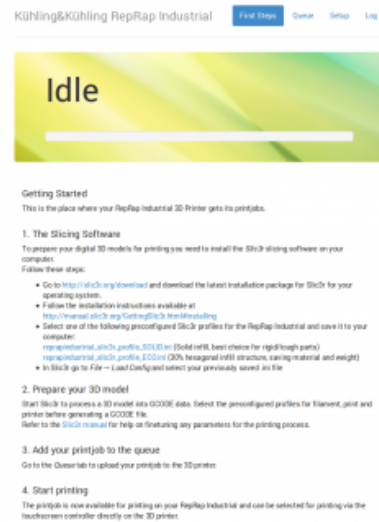 Kühling&Kühling RepRap Industrial
First Steps
Queue
Setup
Log
Idle
Getting Started
This is the place where your RepRap Industrial 3D Printer gets its printjobs.
1. The Slicing Software
To prepare your digital 3D models for printing you need to install the Slic3r slicing software on your
computer.
Follow these steps:
Go to http://slic3r.org/download and download the latest installation package for Slic3r for your
operating system.
Follow the installation instructions available at
http://manual.slic3r.org/GettingSlic3r.html#installing
Select one of the following preconfigured Slic3r profiles for the RepRap Industrial and save it to your
computer:
reprapindustrial_slic3r_profile_SOLID.ini (Solid infill, best choice for rigid/tough parts)
reprapindustrial_slic3r_profile_ECO.ini (30% hexagonal infill structure, saving material and weight)
In Slic3r go to File – Load Config and select your previously saved .ini file
2. Prepare your 3D model
Start Slic3r to process a 3D model into GCODE data. Select the preconfigured profiles for filament, print and
printer before generating a GCODE file.
Refer to the Slic3r manual for help on finetuning any parameters for the printing process.
3. Add your printjob to the queue
Go to the Queue tab to upload your printjob to the 3D printer.
4. Start printing
The printjob is now available for printing on your RepRap Industrial and can be selected for printing via the
touchscreen controller directly on the 3D printer.